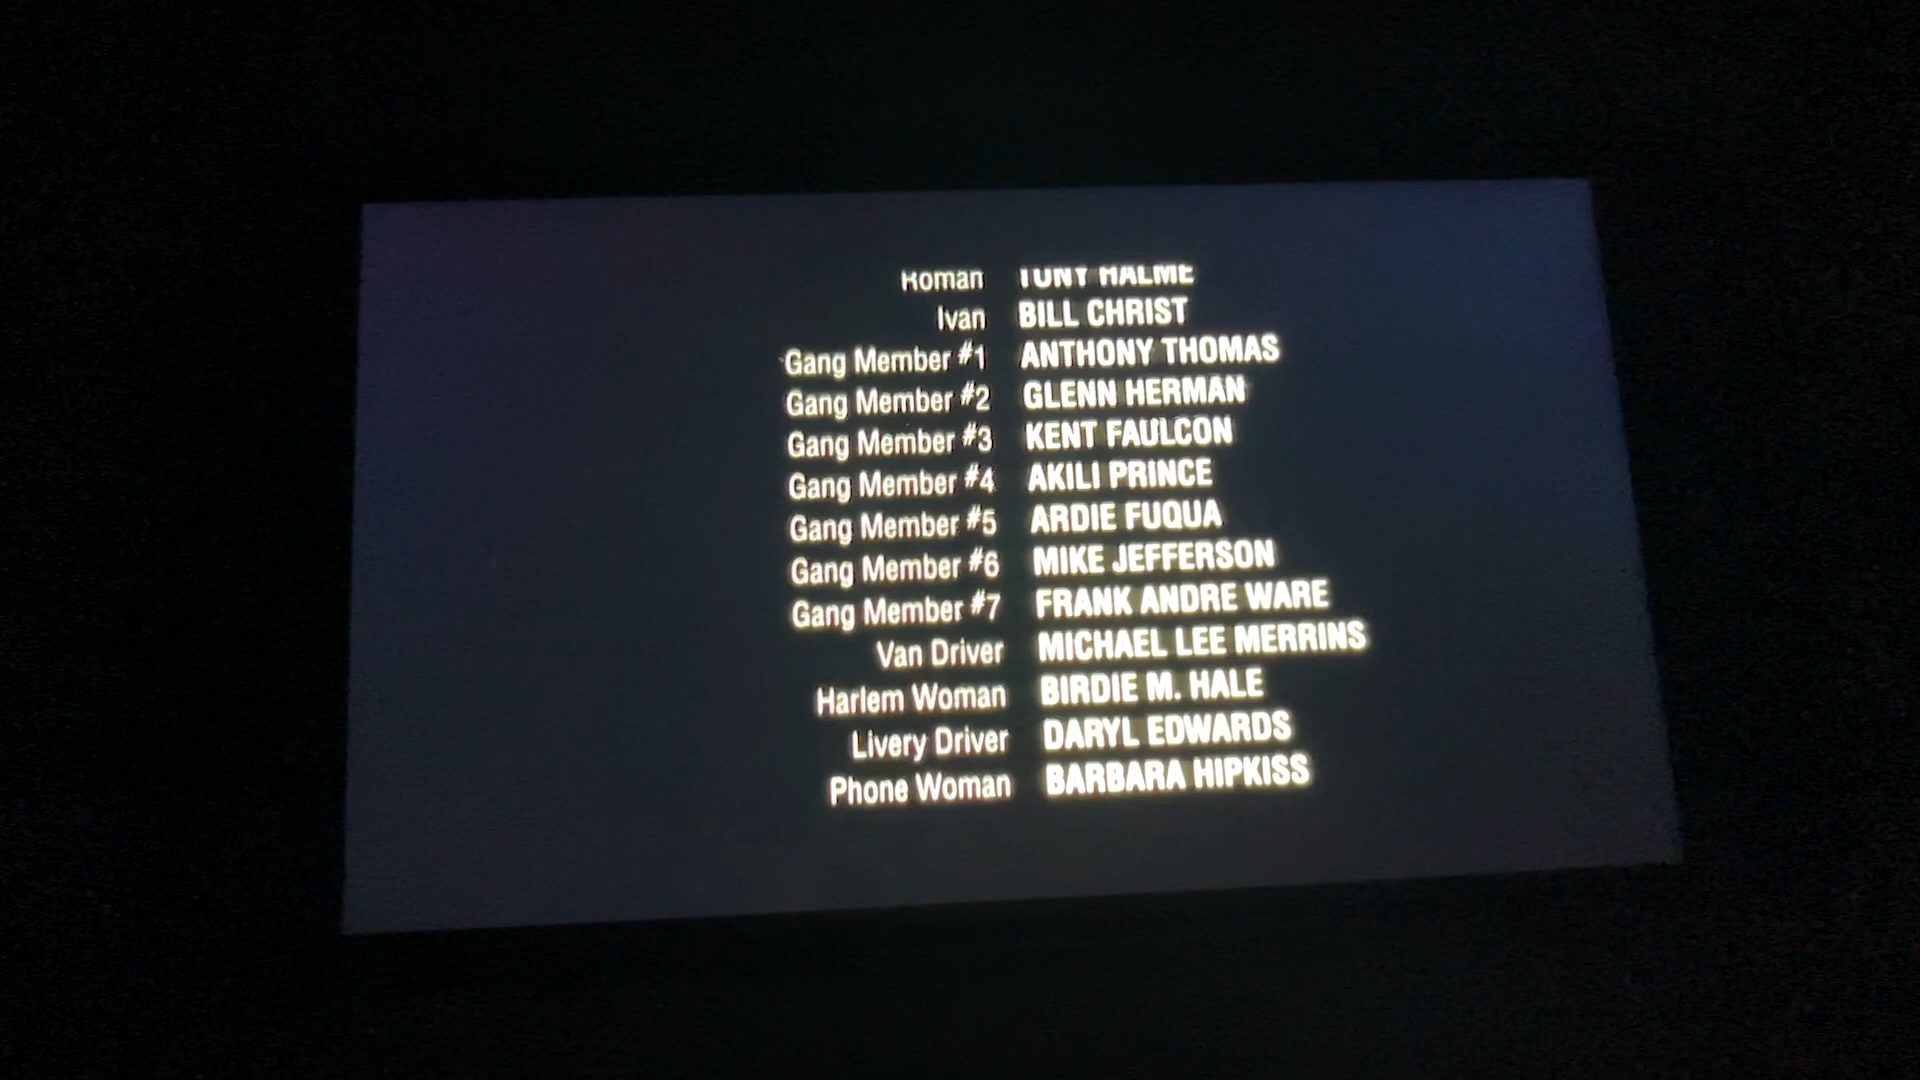 Roman TONY HALME
Ivan BILL CHRIST
Gang Member #1 ANTHONY THOMAS
Gang Member #2 GLENN HERMAN
Gang Member #3 KENT FAULCON
Gang Member #4 AKILI PRINCE
Gang Member #5 ARDIE FUQUA
Gang Member #6 MIKE JEFFERSON
Gang Member #7 FRANK ANDRE WARE
Van Driver MICHAEL LEE MERRINS
Harlem Woman BIRDIE M. HALE
Livery Driver DARYL EDWARDS
Phone Woman BARBARA HIPKISS